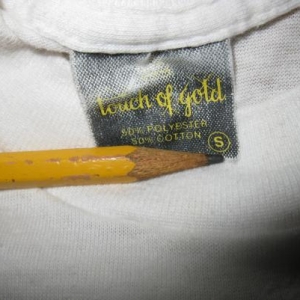 touch of gold
50% POLYESTER
50% COTTON
S